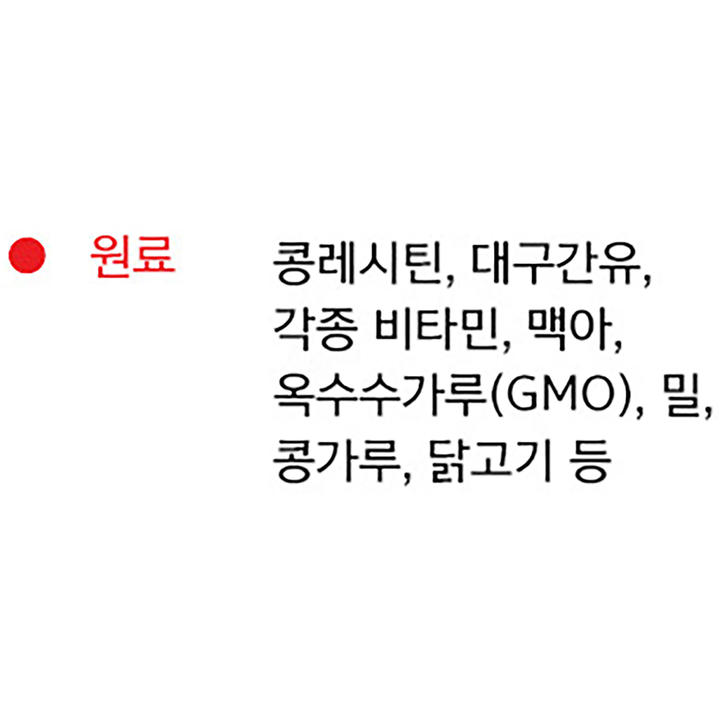 ● 원료 콩레시틴, 대구간유,
각종 비타민, 맥아,
옥수수가루(GMO), 밀,
콩가루, 닭고기 등